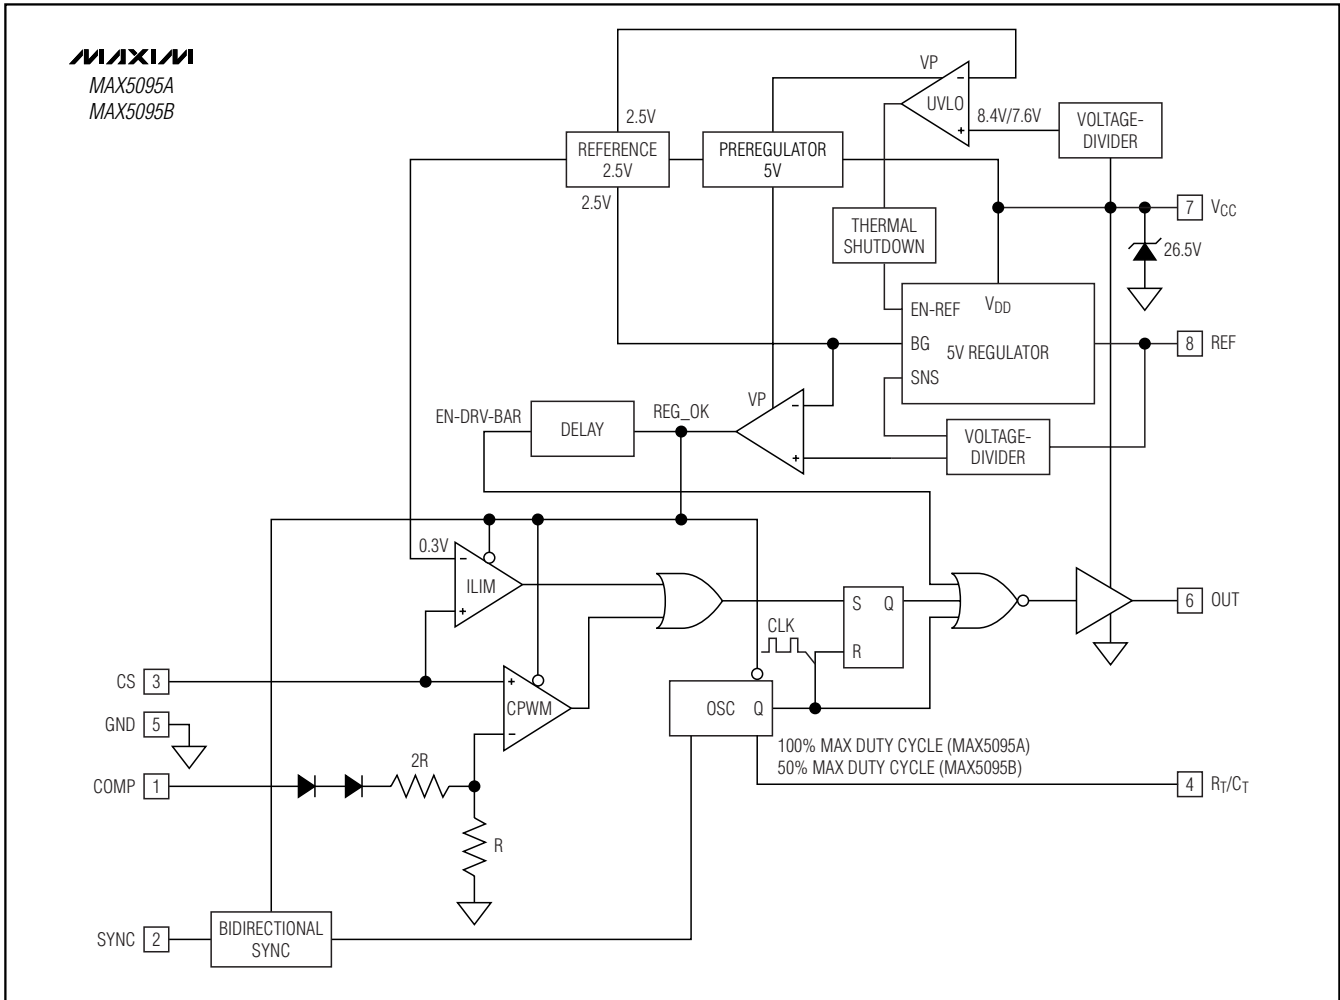 MAXIM
MAX5095A
MAX5095B
VP
UVLO
8.4V/7.6V
VOLTAGE-
DIVIDER
2.5V
REFERENCE
2.5V
PREREGULATOR
5V
2.5V
7
VCC
THERMAL
SHUTDOWN
26.5V
EN-REF
VDD
BG
5V REGULATOR
SNS
8
REF
VP
EN-DRV-BAR
DELAY
REG_OK
VOLTAGE-
DIVIDER
0.3V
ILIM
S
Q
R
CLK
6
OUT
CS
3
CPWM
OSC
Q
GND
5
100% MAX DUTY CYCLE (MAX5095A)
50% MAX DUTY CYCLE (MAX5095B)
2R
COMP
1
4
RT/CT
R
SYNC
2
BIDIRECTIONAL
SYNC